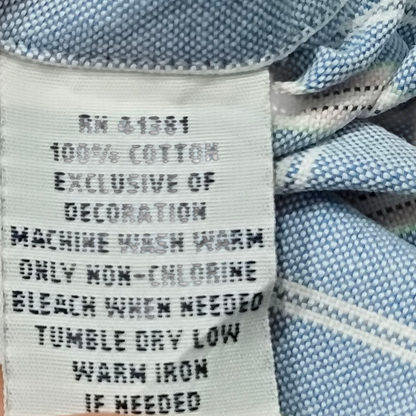 RN 41381
100% COTTON
EXCLUSIVE OF
DECORATION
MACHINE WASH WARM
ONLY NON-CHLORINE
BLEACH WHEN NEEDED
TUMBLE DRY LOW
WARM IRON
IF NEEDED